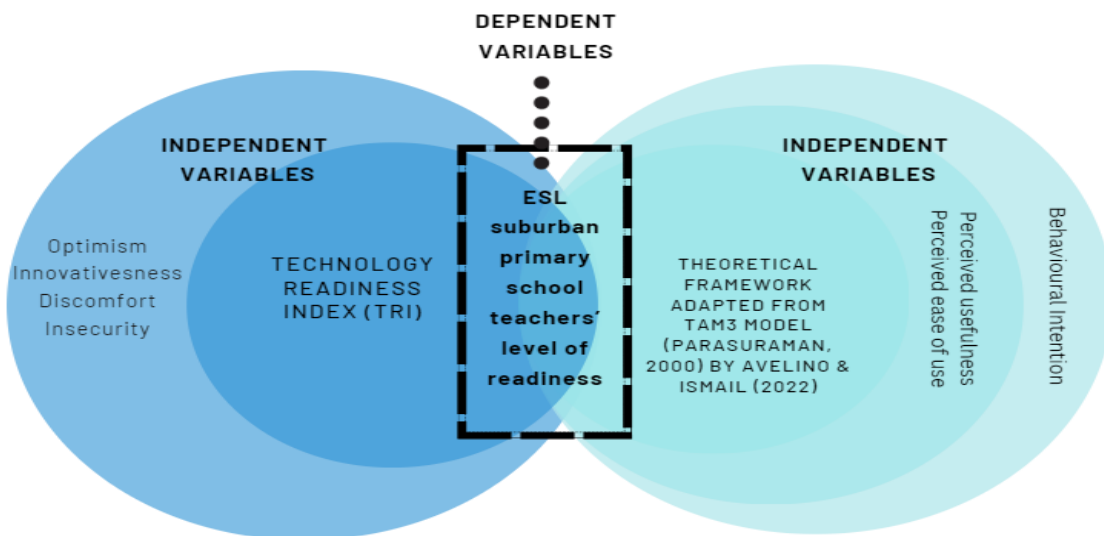 DEPENDENT
VARIABLES
INDEPENDENT
VARIABLES
Optimism
Innovativesness
Discomfort
Insecurity
TECHNOLOGY
READINESS
INDEX (TRI)
ESL
suburban
primary
school
teachers'
level of
readiness
INDEPENDENT
VARIABLES
THEORETICAL
FRAMEWORK
ADAPTED FROM
TAM3 MODEL
(PARASURAMAN,
2000) BY AVELINO &
ISMAIL (2022)
Perceived usefulness
Perceived ease of use
Behavioural Intention